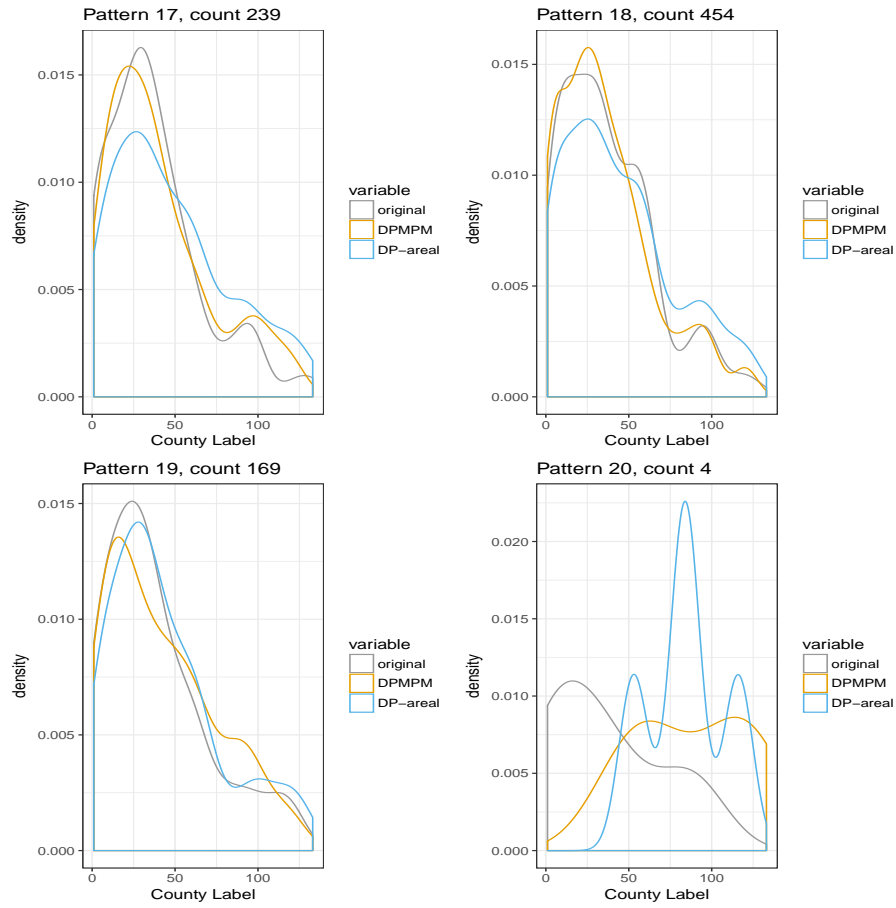 Pattern 17, count 239
density
0.015
0.010
0.005
0.000
0
50
100
County Label
variable
original
DPMPM
DP−areal
Pattern 18, count 454
density
0.015
0.010
0.005
0.000
0
50
100
County Label
variable
original
DPMPM
DP−areal
Pattern 19, count 169
density
0.015
0.010
0.005
0.000
0
50
100
County Label
variable
original
DPMPM
DP−areal
Pattern 20, count 4
density
0.020
0.015
0.010
0.005
0.000
0
50
100
County Label
variable
original
DPMPM
DP−areal